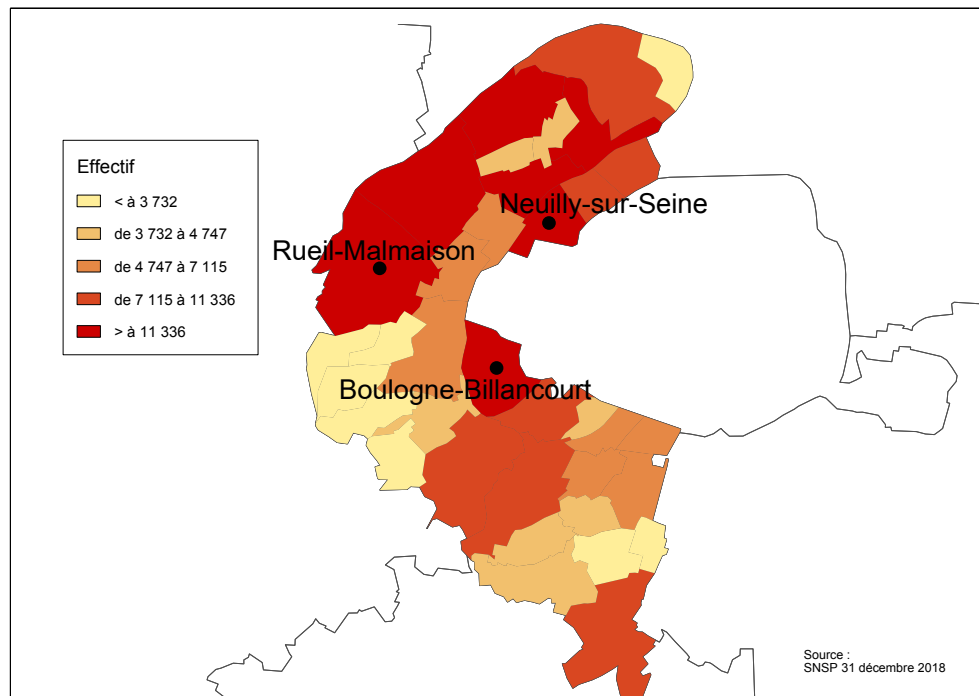 Effectif
< à 3 732
de 3 732 à 4 747
de 4 747 à 7 115
de 7 115 à 11 336
> à 11 336
Neuilly-sur-Seine
Rueil-Malmaison
Boulogne-Billancourt
Source :
SNSP 31 décembre 2018